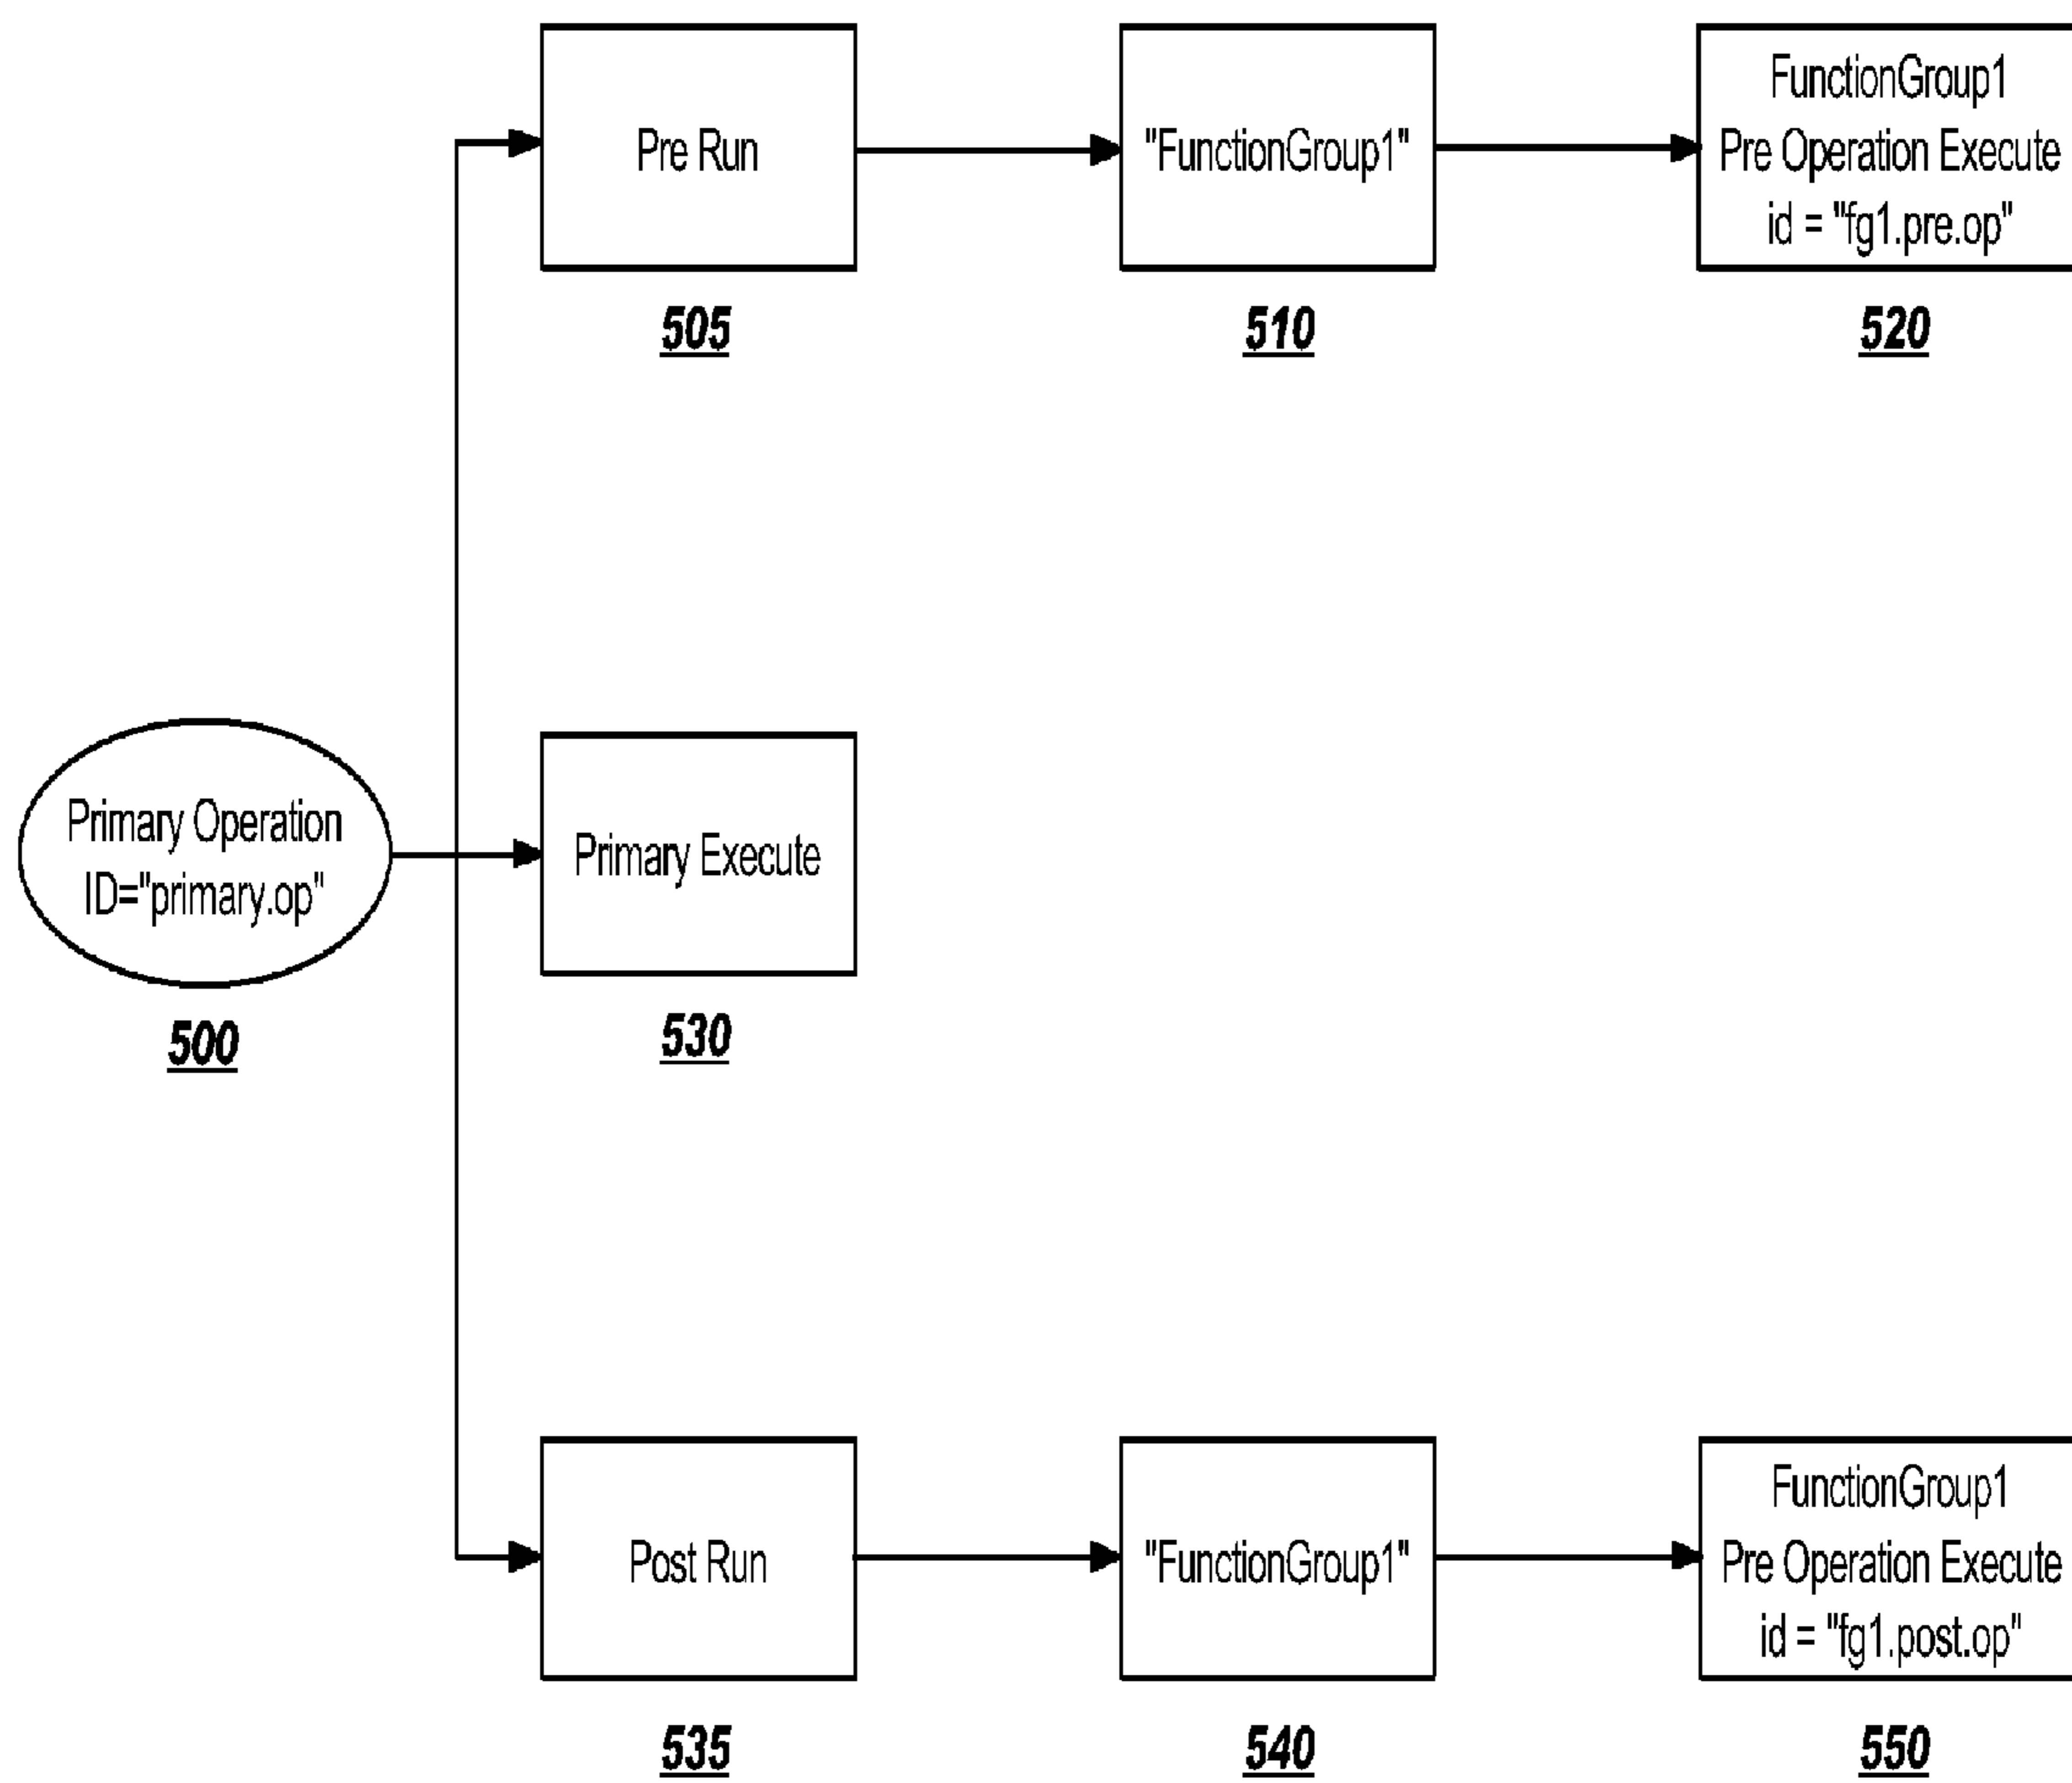 Pre Run
505
"FunctionGroup1"
510
FunctionGroup1
Pre Operation Execute
id = "fg1.pre.op"
520
Primary Operation
ID="primary.op"
500
Primary Execute
530
Post Run
535
"FunctionGroup1"
540
FunctionGroup1
Pre Operation Execute
id = "fg1.post.op"
550